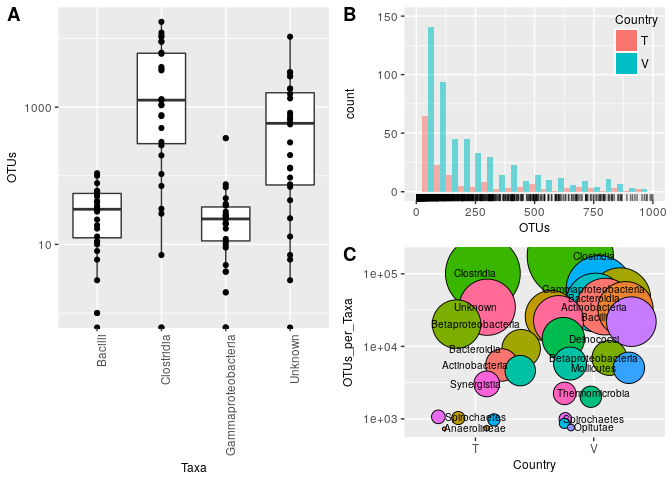 A
OTUs
1000
10
Bacilli
Clostridia
Gammaproteobacteria
Unknown
Taxa
B
count
150
100
50
0
0
250
500
750
1000
OTUs
Country
T
V
C
OTUs_per_Taxa
1e+05
1e+04
1e+03
Clostridia
Unknown
Betaproteobacteria
Bacteroidia
Actinobacteria
Synergistia
Spirochaetes
Anaerolineae
Clostridia
Gammaproteobacteria
Bacteroidia
Actinobacteria
Bacilli
Deinococci
Betaproteobacteria
Mollicutes
Thermomicrobia
Spirochaetes
Opitutae
T
V
Country